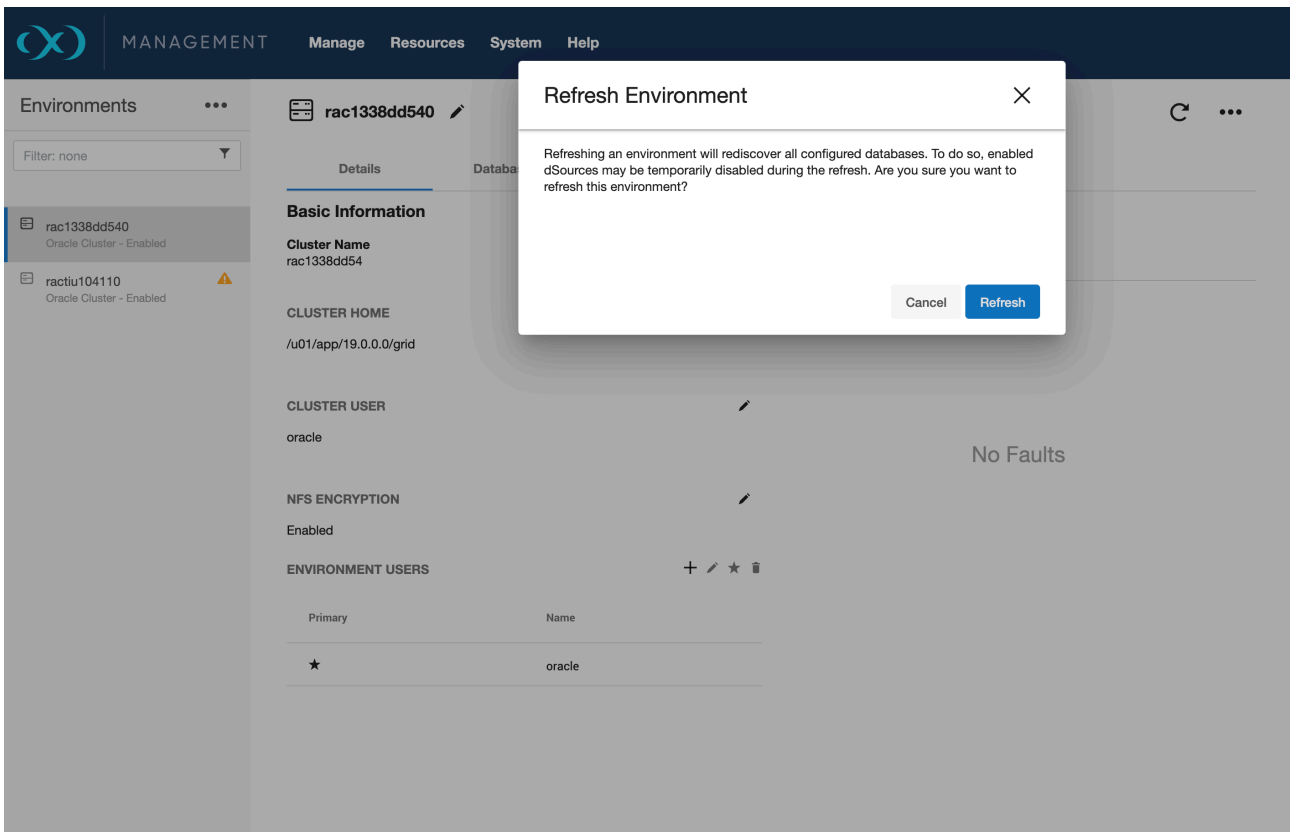 MANAGEMENT
Manage Resources System Help
Environments
Filter: none
rac1338dd540
Oracle Cluster - Enabled
ractiu104110
Oracle Cluster - Enabled
rac1338dd540
Details
Databa
Basic Information
Cluster Name
rac1338dd54
CLUSTER HOME
/u01/app/19.0.0.0/grid
CLUSTER USER
oracle
NFS ENCRYPTION
Enabled
ENVIRONMENT USERS
Primary Name
oracle
No Faults
Refresh Environment
Refreshing an environment will rediscover all configured databases. To do so, enabled
dSources may be temporarily disabled during the refresh. Are you sure you want to
refresh this environment?
Cancel Refresh